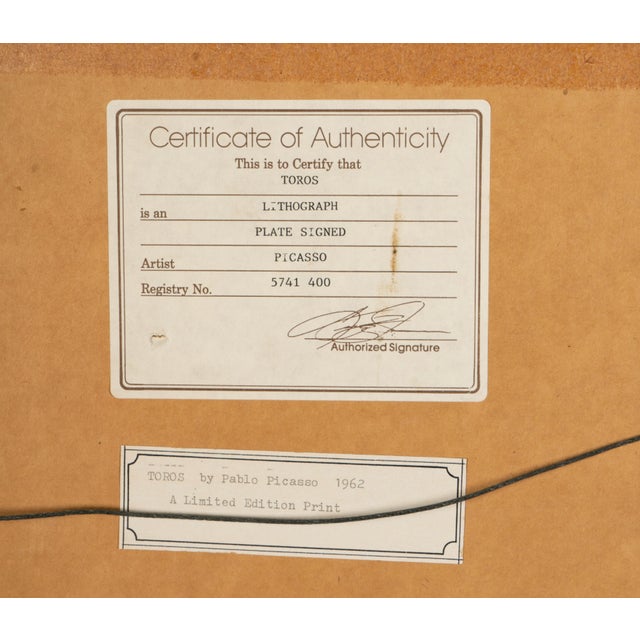 Certificate of Authenticity
This is to Certify that
TOROS
is an LITHOGRAPH
PLATE SIGNED
Artist PICASSO
Registry No. 5741 400
Authorized Signature
TOROS by Pablo Picasso 1962
A Limited Edition Print